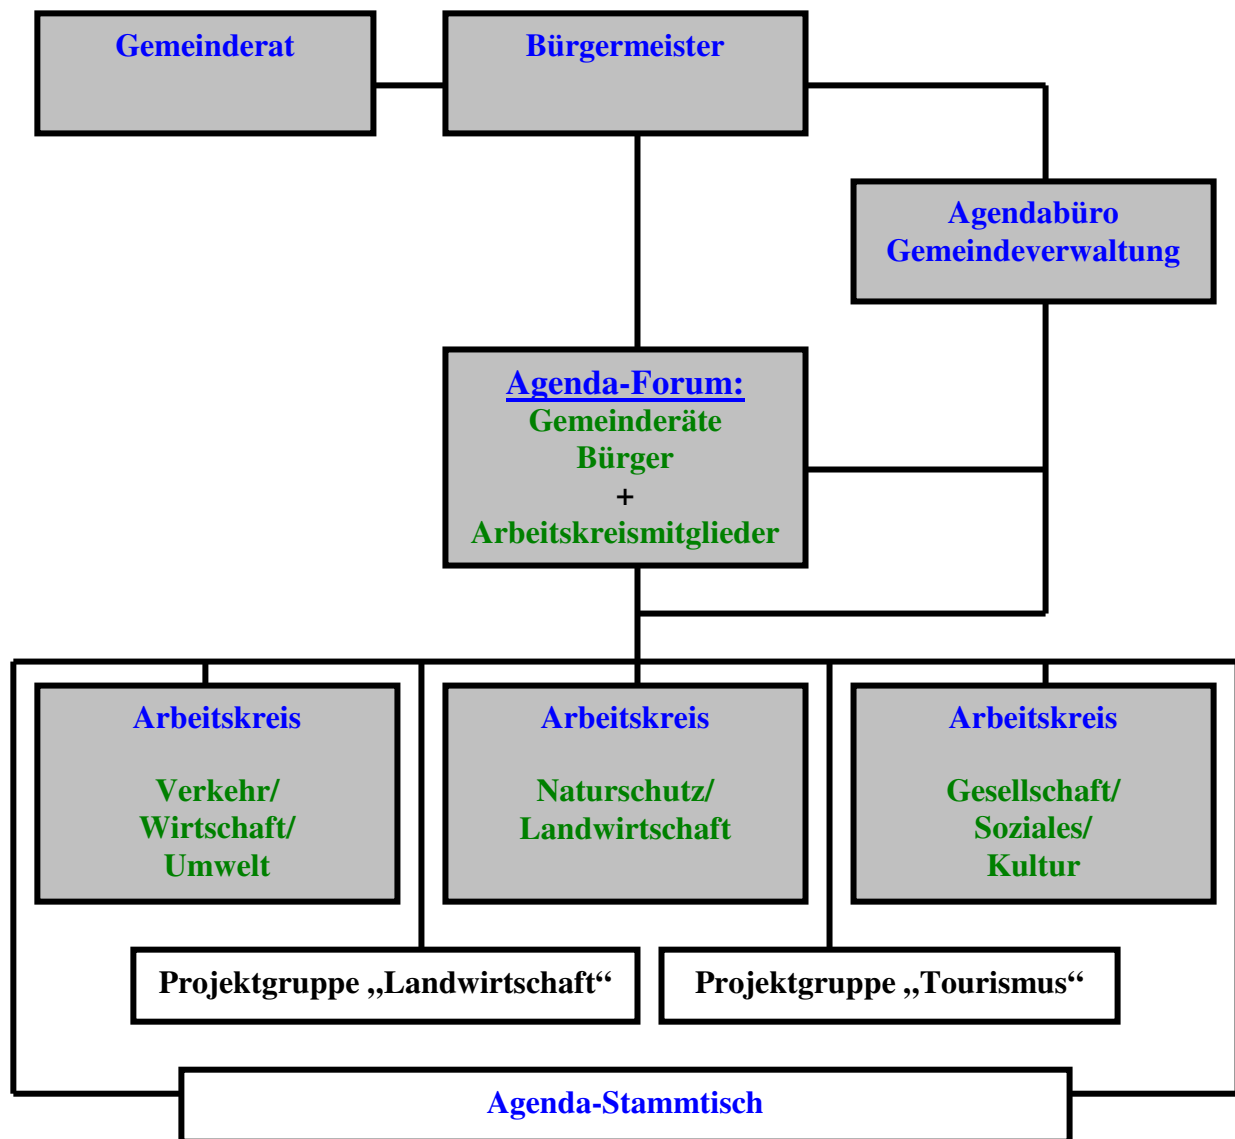 Gemeinderat
Bürgermeister
Agendabüro
Gemeindeverwaltung
Agenda-Forum:
Gemeinderäte
Bürger
+
Arbeitskreismitglieder
Arbeitskreis
Verkehr/
Wirtschaft/
Umwelt
Arbeitskreis
Naturschutz/
Landwirtschaft
Arbeitskreis
Gesellschaft/
Soziales/
Kultur
Projektgruppe „Landwirtschaft“
Projektgruppe „Tourismus“
Agenda-Stammtisch